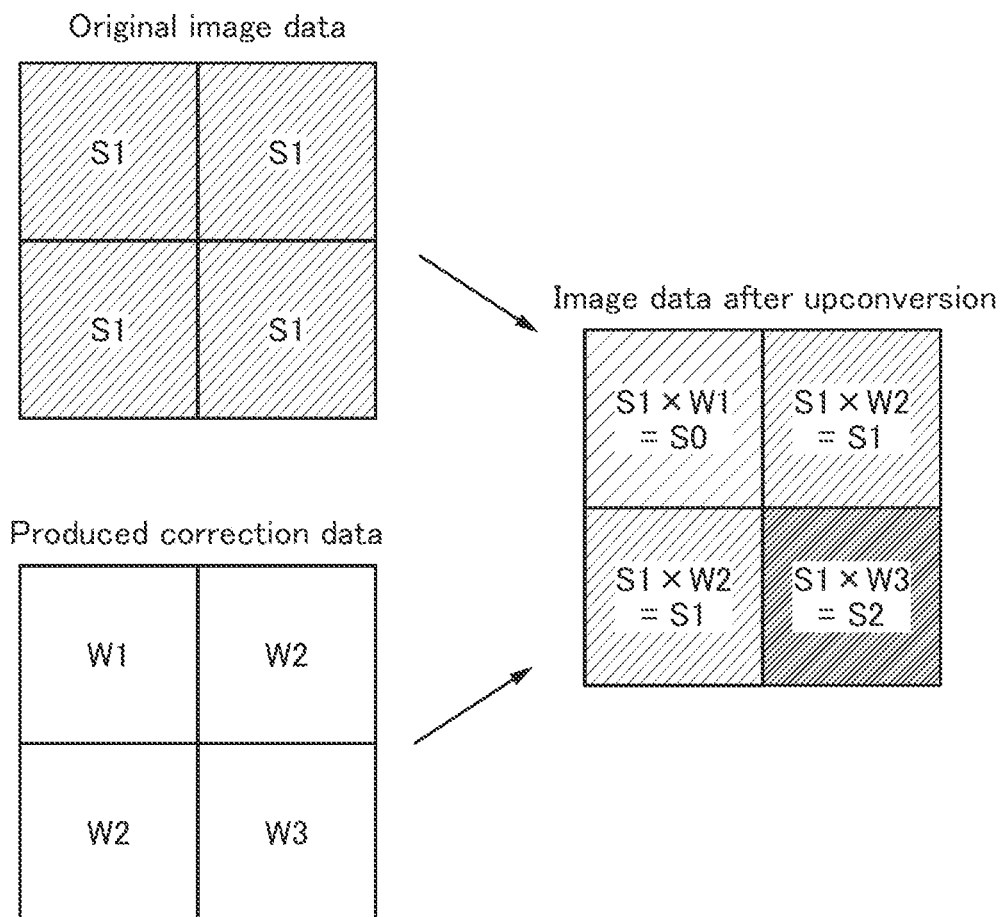 Original image data
S1 S1
S1 S1
Produced correction data
W1 W2
W2 W3
Image data after upconversion
S1 × W1 S1 × W2
= S0 = S1
S1 × W2 S1 × W3
= S1 = S2